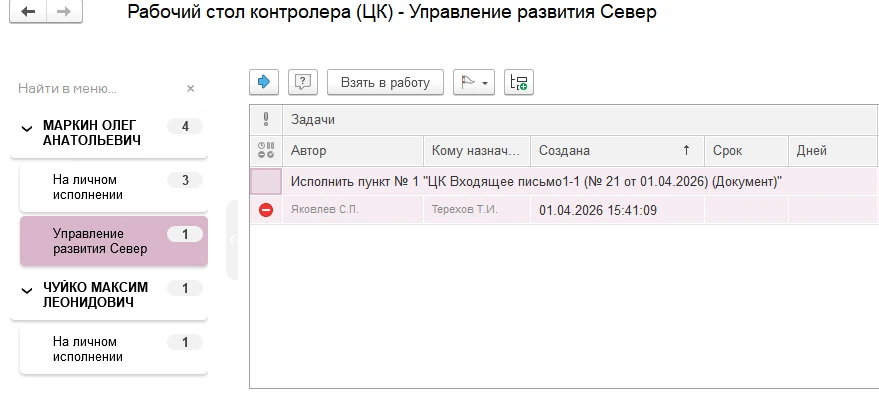 Рабочий стол контролера (ЦК) - Управление развития Север
Найти в меню... ×
МАРКИН ОЛЕГ
АНАТОЛЬЕВИЧ
4
На личном
исполнении
3
Управление
развития Север
1
ЧУЙКО МАКСИМ
ЛЕОНИДОВИЧ
1
На личном
исполнении
1
Взять в работу
Задачи
Автор Кому назнач... Создана ↑ Срок Дней
Исполнить пункт № 1 "ЦК Входящее письмо1-1 (№ 21 от 01.04.2026) (Документ)"
Яковлев С.П. Терехов Т.И. 01.04.2026 15:41:09